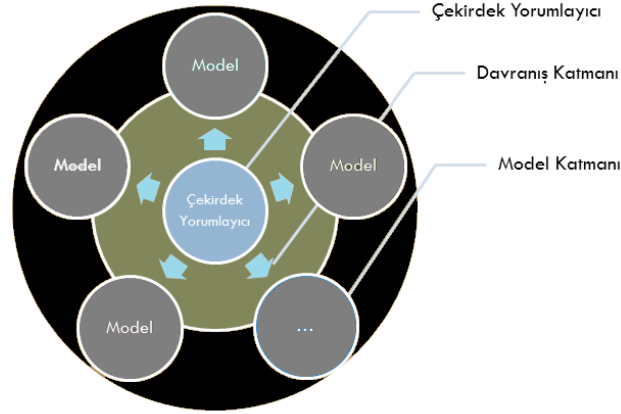 Çekirdek Yorumlayıcı
Model
Davranış Katmanı
Model
Model
Model Katmanı
Çekirdek
Yorumlayıcı
Model
...